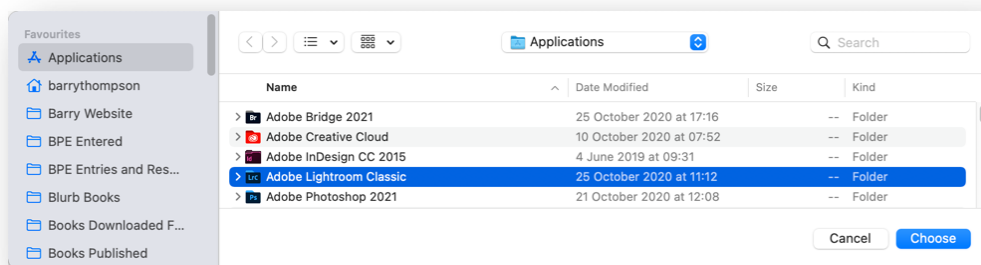 Favourites
Applications
barrythompson
Barry Website
BPE Entered
BPE Entries and Res...
Blurb Books
Books Downloaded F...
Books Published
Applications
Search
Name Date Modified Size Kind
Br Adobe Bridge 2021 25 October 2020 at 17:16 -- Folder
Adobe Creative Cloud 10 October 2020 at 07:52 -- Folder
Id Adobe InDesign CC 2015 4 June 2019 at 09:31 -- Folder
LrC Adobe Lightroom Classic 25 October 2020 at 11:12 -- Folder
Ps Adobe Photoshop 2021 21 October 2020 at 12:08 -- Folder
Cancel Choose